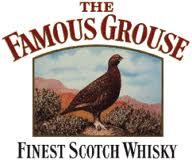 THE
FAMOUS GROUSE
FINEST SCOTCH WHISKY